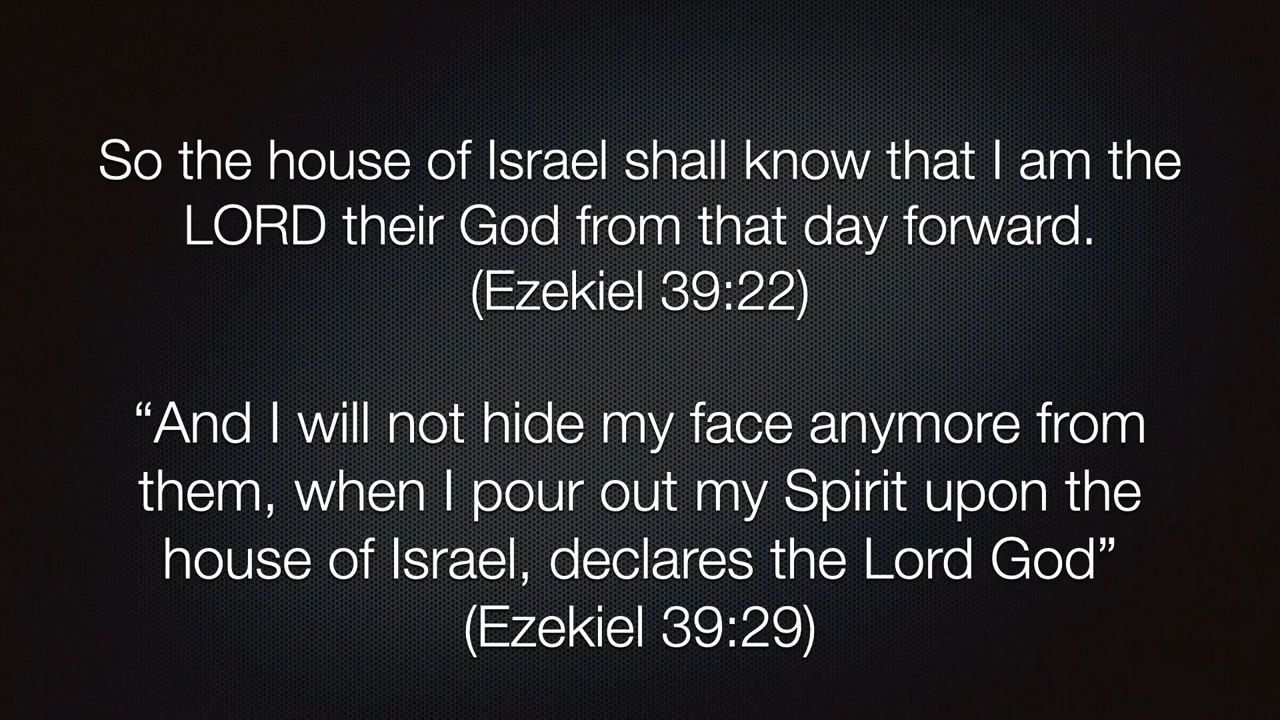 So the house of Israel shall know that I am the
LORD their God from that day forward.
(Ezekiel 39:22)
“And I will not hide my face anymore from
them, when I pour out my Spirit upon the
house of Israel, declares the Lord God”
(Ezekiel 39:29)